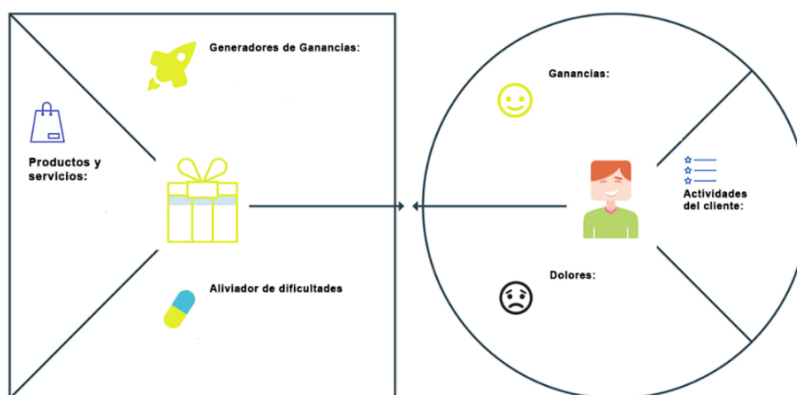 Generadores de Ganancias:
Productos y
servicios:
Aliviador de dificultades
Ganancias:
Actividades
del cliente:
Dolores: